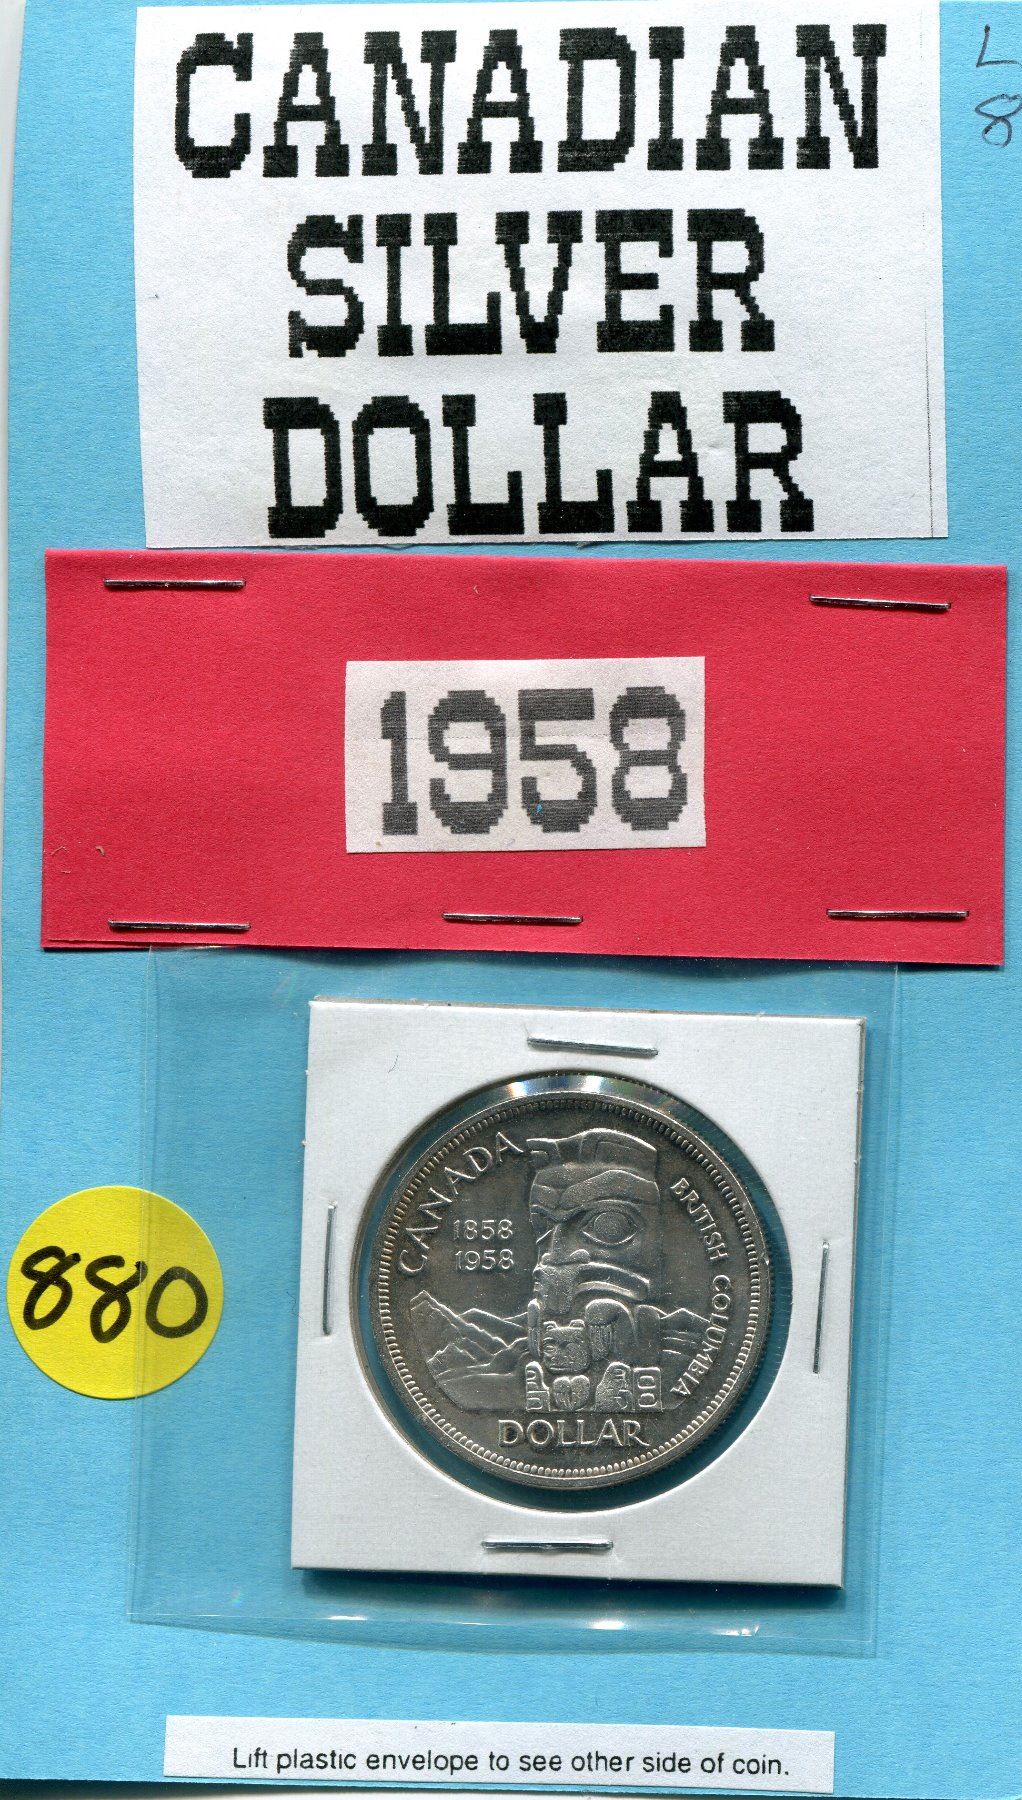 CANADIAN
SILVER
DOLLAR
L
8
1958
CANADA
1858
1958
BRITISH COLUMBIA
DOLLAR
880
Lift plastic envelope to see other side of coin.